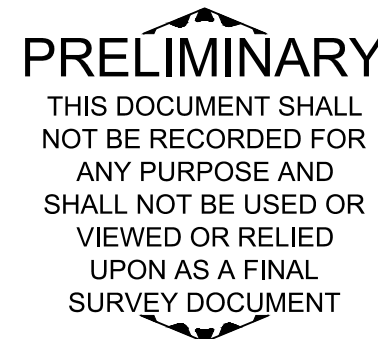 PRELIMINARY
THIS DOCUMENT SHALL
NOT BE RECORDED FOR
ANY PURPOSE AND
SHALL NOT BE USED OR
VIEWED OR RELIED
UPON AS A FINAL
SURVEY DOCUMENT